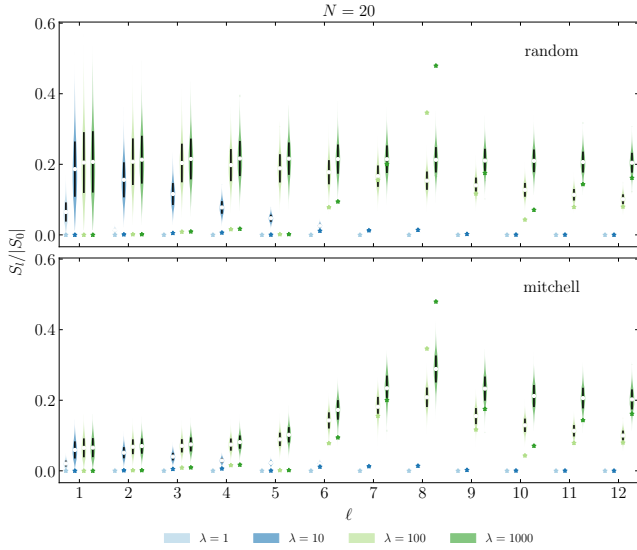 N = 20
0.6
random
0.4
0.2
0.0
S_l/|S_0|
0.6
mitchell
0.4
0.2
0.0
1 2 3 4 5 6 7 8 9 10 11 12
ℓ
λ = 1 λ = 10 λ = 100 λ = 1000